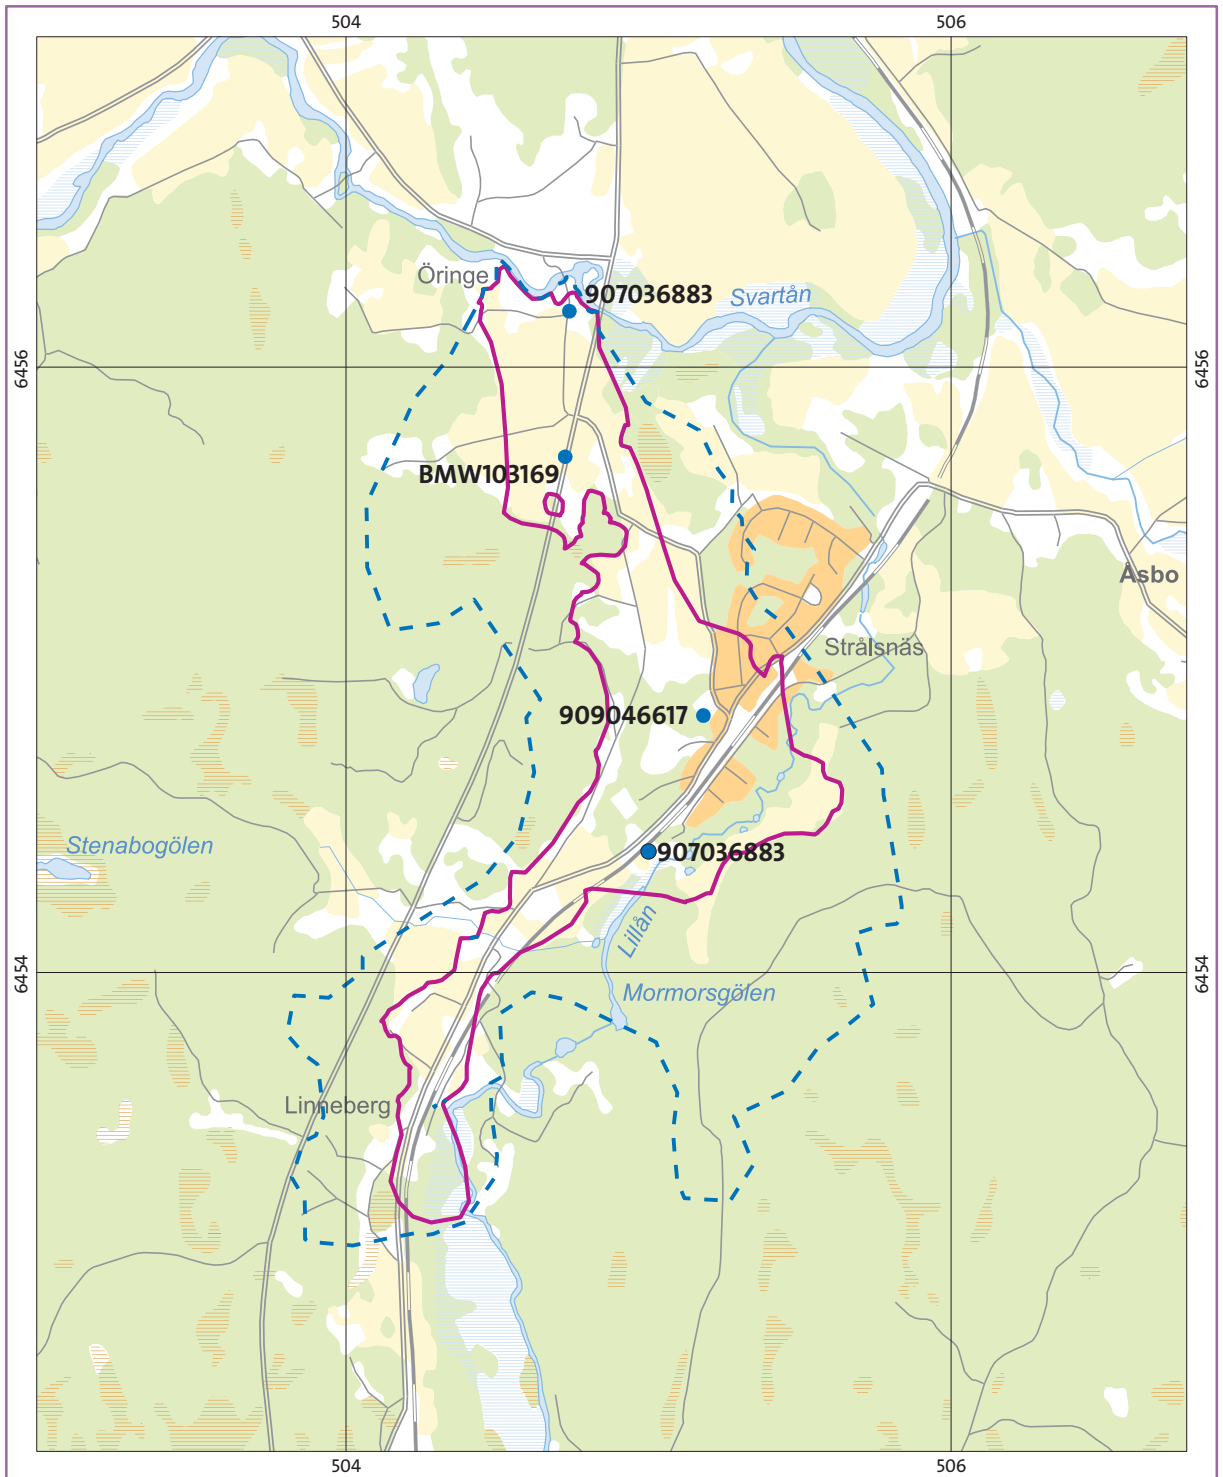 504
506
Öringe
907036883
Svartån
6456
6456
BMW103169
Åsbo
Strålsnäs
909046617
Stenabogölen
907036883
Lillån
6454
6454
Mormorsgölen
Linneberg
504
506